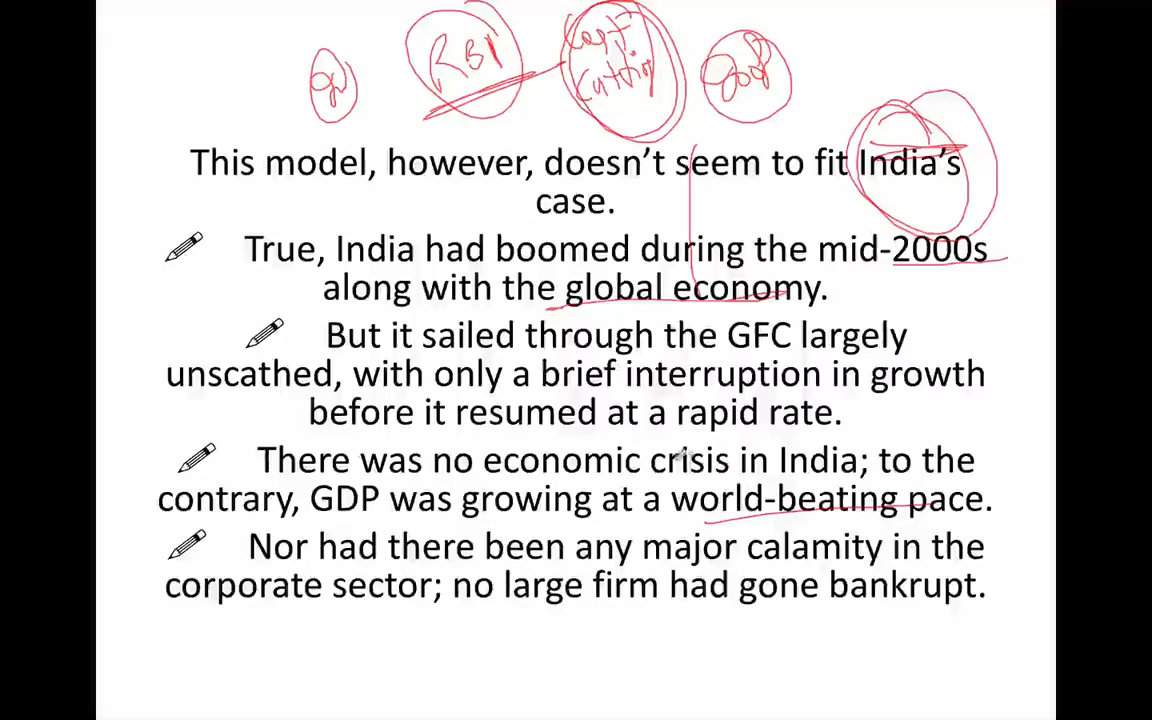 RBI
This model, however, doesn’t seem to fit India’s
case.
True, India had boomed during the mid-2000s
along with the global economy.
But it sailed through the GFC largely
unscathed, with only a brief interruption in growth
before it resumed at a rapid rate.
There was no economic crisis in India; to the
contrary, GDP was growing at a world-beating pace.
Nor had there been any major calamity in the
corporate sector; no large firm had gone bankrupt.